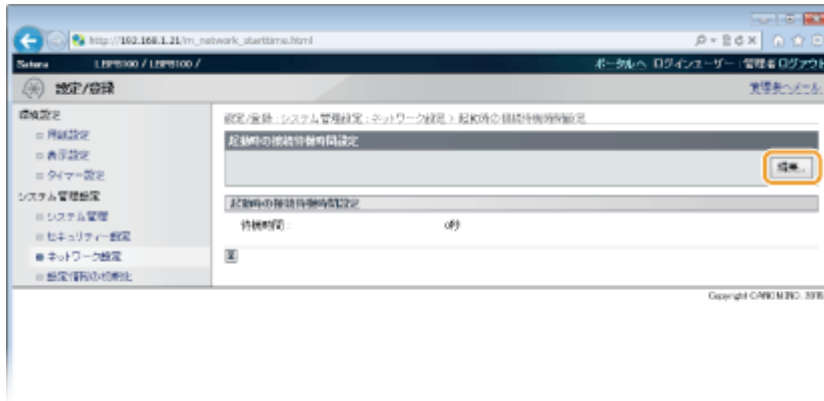 http://192.168.1.21/m_network_starttime.html
Satera LBP8100 / LBP8100 / ポータルへ ログインユーザー: 管理者 ログアウト
設定/登録 管理者へメール
環境設定
用紙設定
表示設定
タイマー設定
システム管理設定
システム管理
セキュリティー設定
ネットワーク設定
設定情報の初期化
設定/登録 : システム管理設定 : ネットワーク設定 > 起動時の接続待機時間設定
起動時の接続待機時間設定
編集...
起動時の接続待機時間設定
待機時間 : 0秒
Copyright CANON INC. 2015